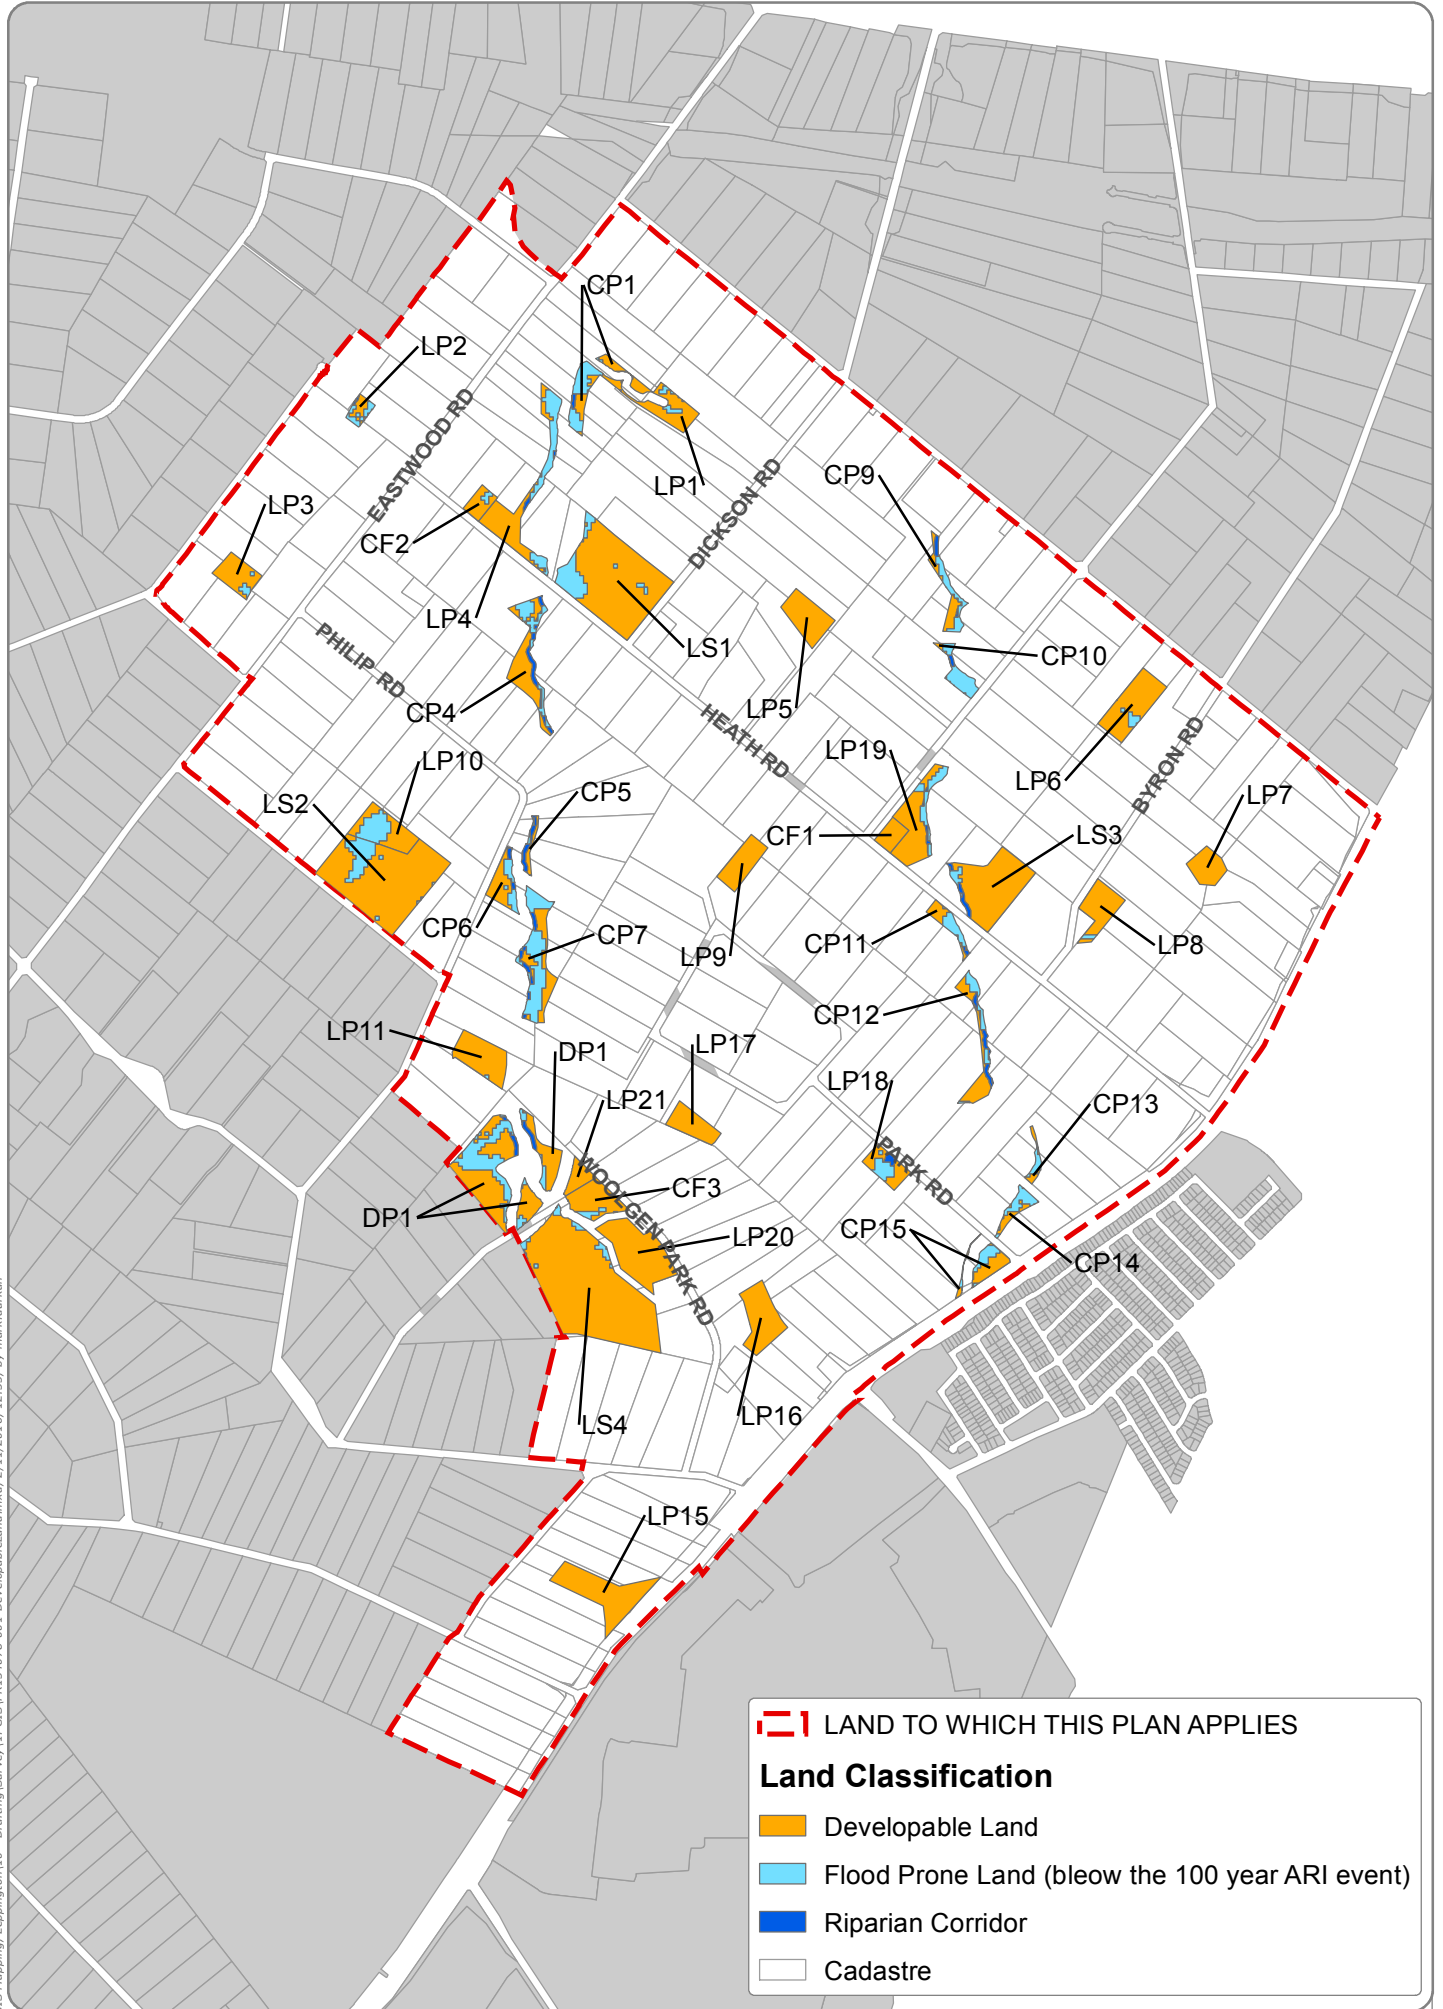 CP1
LP2
EASTWOOD RD
LP1
DICKSON RD
CP9
LP3
CF2
LP4
LS1
CP10
PHILIP RD
CP4
LP5
HEATH RD
LP19
LP6
BYRON RD
LP10
LS2
CP5
CF1
LS3
LP7
CP6
CP7
LP9
CP11
LP8
CP12
LP11
DP1
LP17
LP21
LP18
CP13
PARK RD
WOOLGEN PARK RD
CF3
DP1
LP20
CP15
CP14
LS4
LP16
LP15
LAND TO WHICH THIS PLAN APPLIES
Land Classification
Developable Land
Flood Prone Land (bleow the 100 year ARI event)
Riparian Corridor
Cadastre